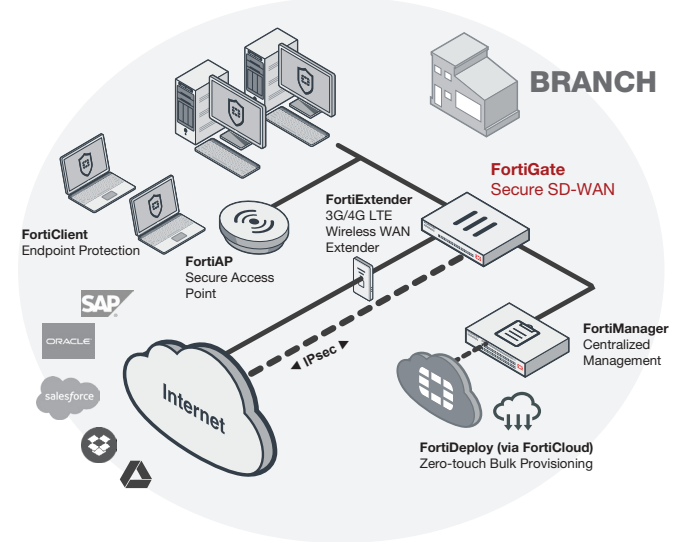 BRANCH
FortiGate
Secure SD-WAN
FortiExtender
3G/4G LTE
Wireless WAN
Extender
FortiClient
Endpoint Protection
FortiAP
Secure Access
Point
SAP
ORACLE
salesforce
Internet
IPsec
FortiManager
Centralized
Management
FortiDeploy (via FortiCloud)
Zero-touch Bulk Provisioning